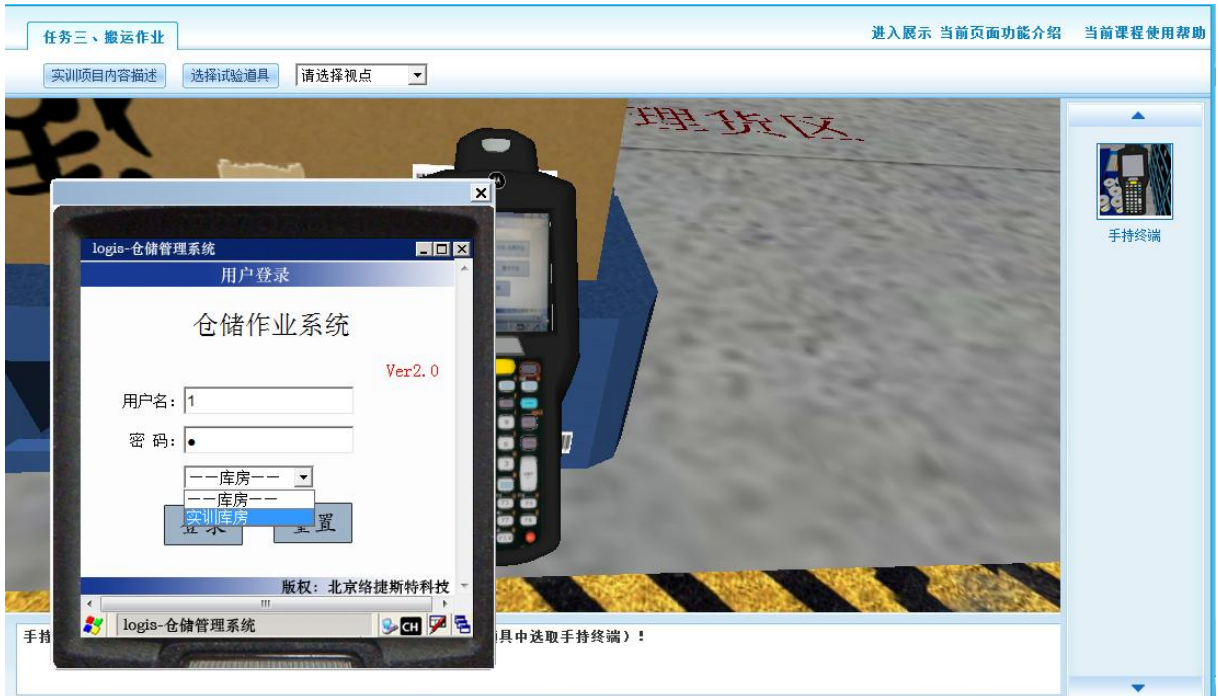 任务三、搬运作业
进入展示 当前页面功能介绍 当前课程使用帮助
实训项目内容描述 选择试验道具 请选择视点
理货区
手持终端
logis-仓储管理系统
用户登录
仓储作业系统
Ver2.0
用户名: 1
密 码: ●
——库房——
——库房——
实训库房
登录 重置
版权: 北京络捷斯特科技
logis-仓储管理系统 CH
手持
具中选取手持终端)!